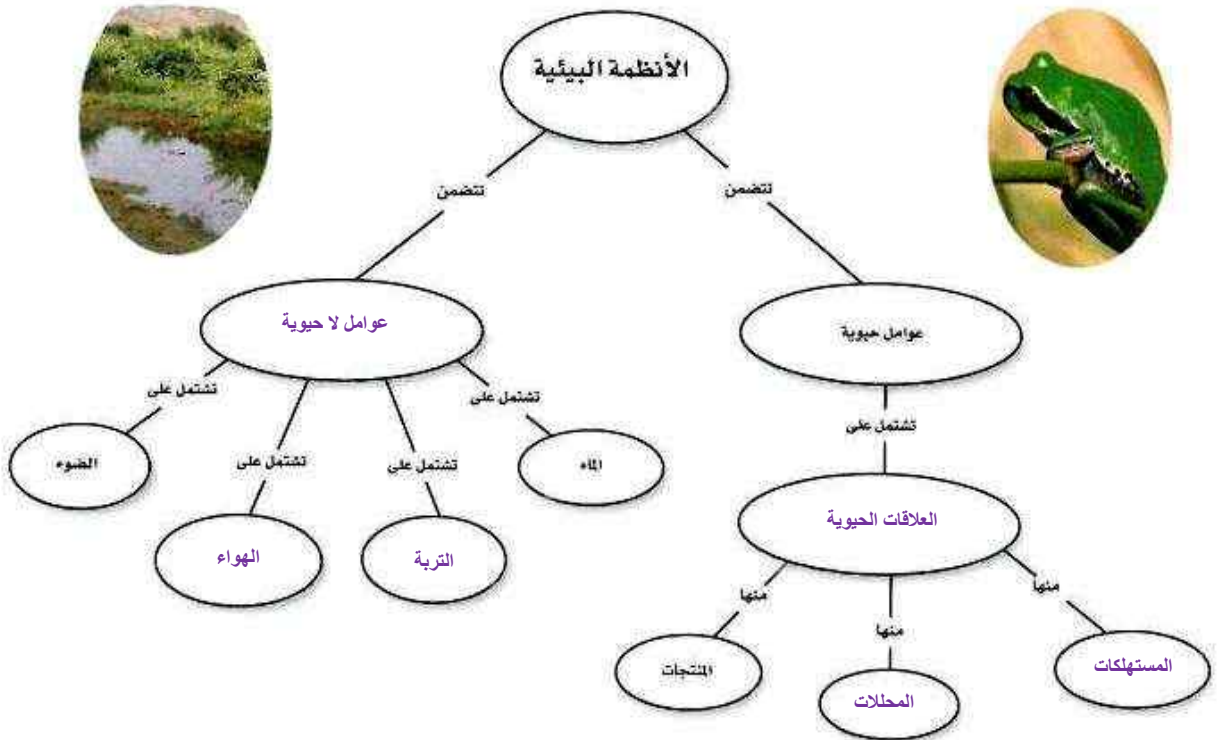 الأنظمة البيئية
تتضمن
تتضمن
عوامل حيوية
عوامل لا حيوية
تشتمل على
تشتمل على
تشتمل على
تشتمل على
تشتمل على
الماء
التربة
الهواء
الضوء
العلاقات الحيوية
منها
منها
منها
المستهلكات
المحللات
المنتجات